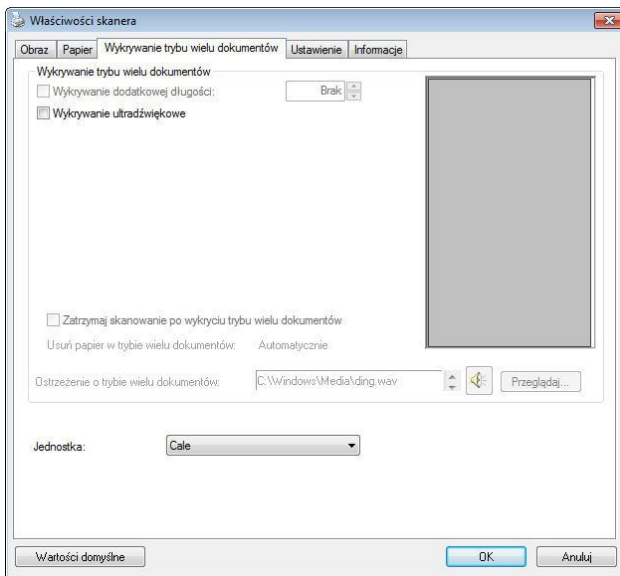 Właściwości skanera
Obraz Papier Wykrywanie trybu wielu dokumentów Ustawienie Informacje
Wykrywanie trybu wielu dokumentów
Wykrywanie dodatkowej długości: Brak
Wykrywanie ultradźwiękowe
Zatrzymaj skanowanie po wykryciu trybu wielu dokumentów
Usuń papier w trybie wielu dokumentów: Automatycznie
Ostrzeżenie o trybie wielu dokumentów: C:\Windows\Media\ding.wav Przeglądaj...
Jednostka: Cale
Wartości domyślne OK Anuluj